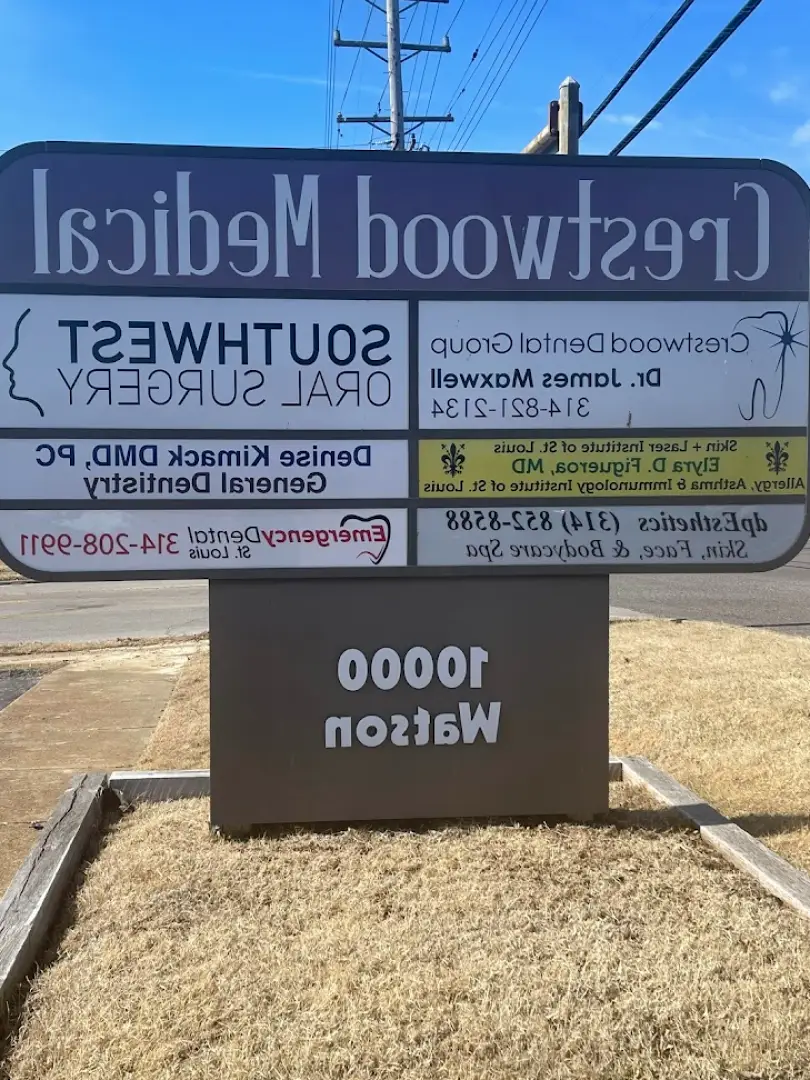 Crestwood Medical
Crestwood Dental Group
Dr. James Maxwell
314-821-2134
SOUTHWEST
ORAL SURGERY
Skin + Laser Institute of St. Louis
Elyra D. Figueroa, MD
Allergy, Asthma & Immunology Institute of St. Louis
Denise Kimack DMD, PC
General Dentistry
dpEsthetics (314) 852-8588
Skin, Face, & Bodycare Spa
EmergencyDental 314-208-9911
St. Louis
10000
Watson